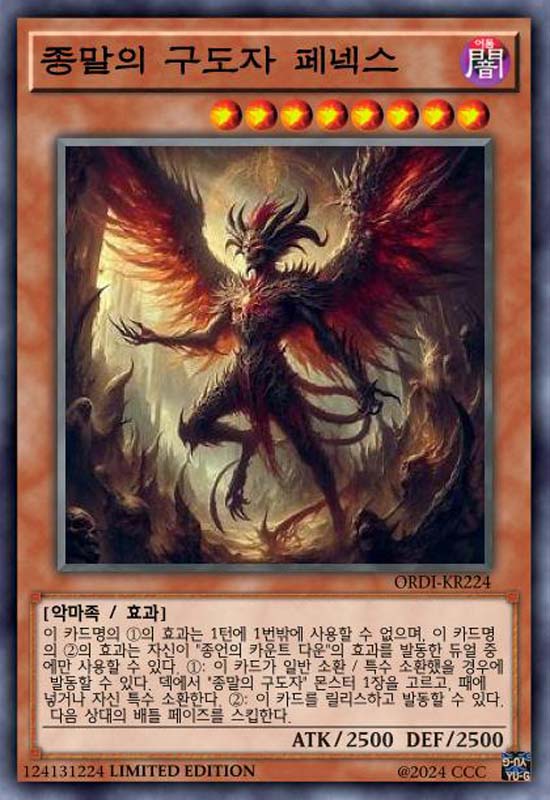 종말의 구도자 페넥스
어둠
闇
ORDI-KR224
[악마족 / 효과]
이 카드명의 ①의 효과는 1턴에 1번밖에 사용할 수 없으며, 이 카드명
의 ②의 효과는 자신이 "종언의 카운트 다운"의 효과를 발동한 듀얼 중
에만 사용할 수 있다. ①: 이 카드가 일반 소환 / 특수 소환했을 경우에
발동할 수 있다. 덱에서 "종말의 구도자" 몬스터 1장을 고르고, 패에
넣거나 자신 특수 소환한다. ②: 이 카드를 릴리스하고 발동할 수 있다.
다음 상대의 배틀 페이즈를 스킵한다.
ATK/2500 DEF/2500
124131224 LIMITED EDITION
©2024 CCC
YU-G
YU-G